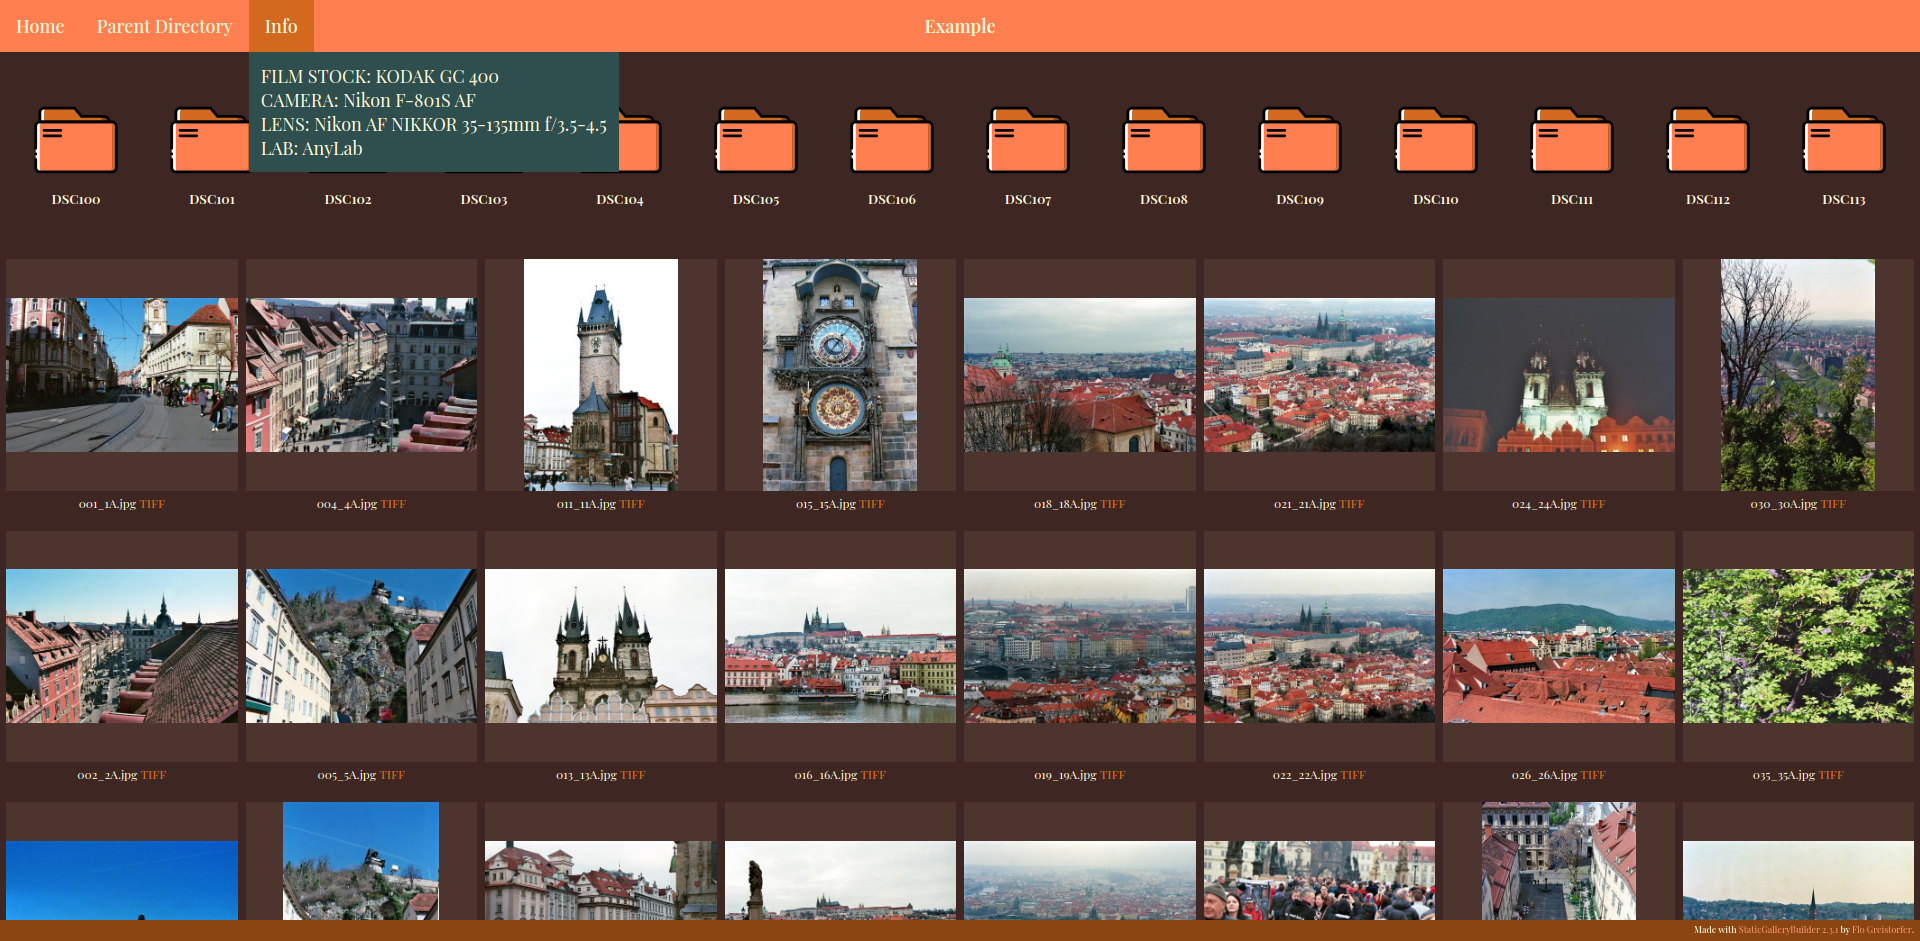 Home Parent Directory Info Example
FILM STOCK: KODAK GC 400
CAMERA: Nikon F-801S AF
LENS: Nikon AF NIKKOR 35-135mm f/3.5-4.5
LAB: AnyLab
DSC100 DSC101 DSC102 DSC103 DSC104 DSC105 DSC106 DSC107 DSC108 DSC109 DSC110 DSC111 DSC112 DSC113
001_1A.jpg TIFF 004_4A.jpg TIFF 011_11A.jpg TIFF 015_15A.jpg TIFF 018_18A.jpg TIFF 021_21A.jpg TIFF 024_24A.jpg TIFF 030_30A.jpg TIFF
002_2A.jpg TIFF 005_5A.jpg TIFF 013_13A.jpg TIFF 016_16A.jpg TIFF 019_19A.jpg TIFF 022_22A.jpg TIFF 026_26A.jpg TIFF 035_35A.jpg TIFF
Made with StaticGalleryBuilder 2.3.1 by Flo Greistorfer.